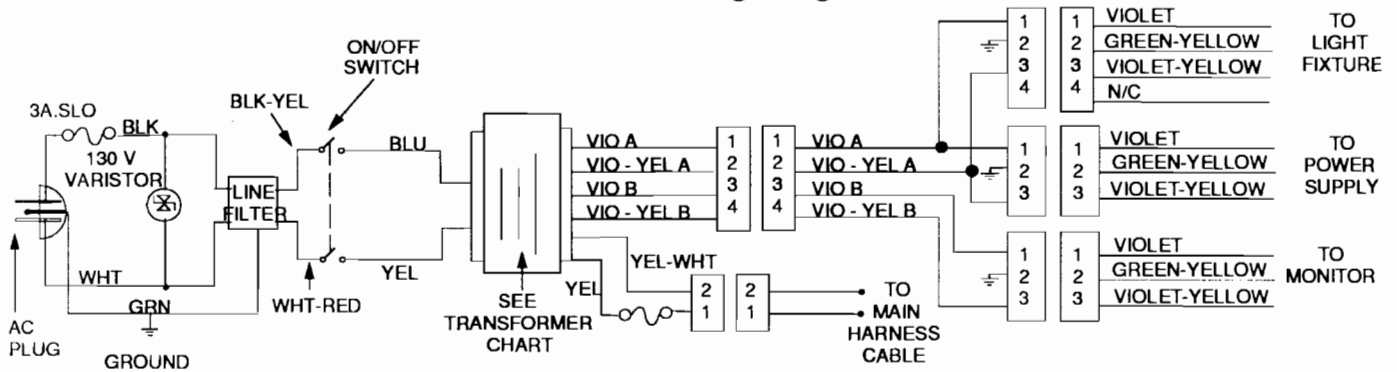 3A.SLO
BLK
130 V
VARISTOR
AC
PLUG
WHT
GRN
GROUND
LINE
FILTER
BLK-YEL
ON/OFF
SWITCH
WHT-RED
BLU
YEL
SEE
TRANSFORMER
CHART
VIO A
VIO - YEL A
VIO B
VIO - YEL B
1
2
3
4
1
2
3
4
VIO A
VIO - YEL A
VIO B
VIO - YEL B
YEL-WHT
YEL
2
1
2
1
TO
MAIN
HARNESS
CABLE
1
2
3
4
1
2
3
4
VIOLET
GREEN-YELLOW
VIOLET-YELLOW
N/C
TO
LIGHT
FIXTURE
1
2
3
1
2
3
VIOLET
GREEN-YELLOW
VIOLET-YELLOW
TO
POWER
SUPPLY
1
2
3
1
2
3
VIOLET
GREEN-YELLOW
VIOLET-YELLOW
TO
MONITOR